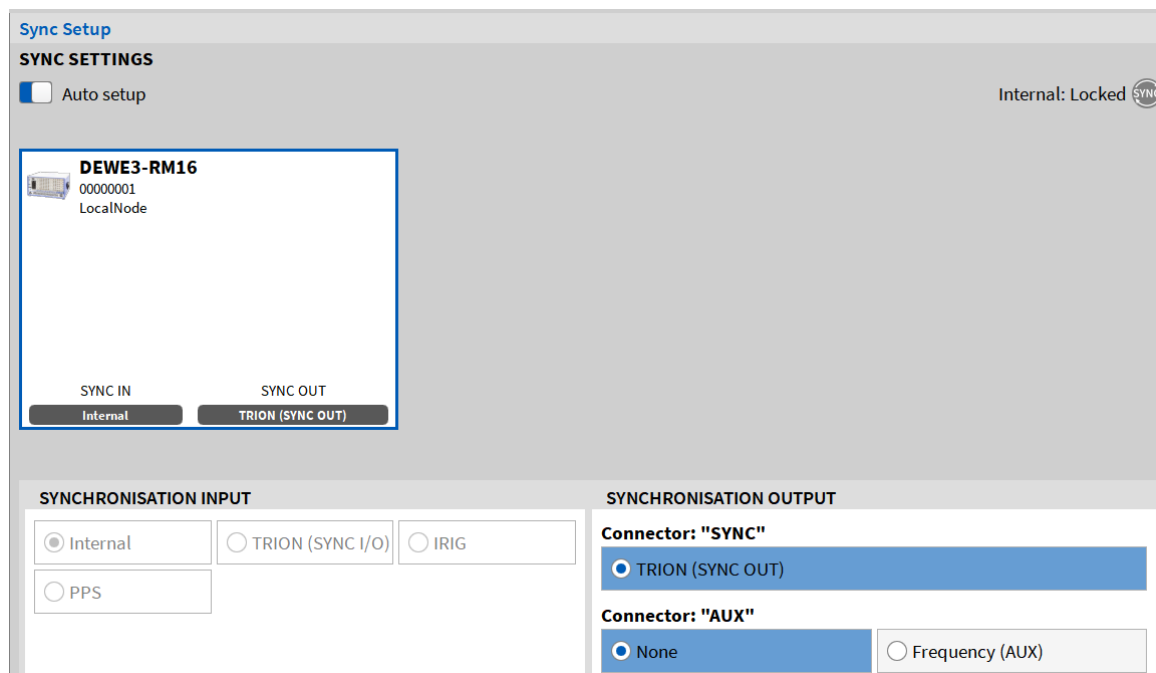 Sync Setup
SYNC SETTINGS
Auto setup
Internal: Locked
SYNC
DEWE3-RM16
00000001
LocalNode
SYNC IN
SYNC OUT
Internal
TRION (SYNC OUT)
SYNCHRONISATION INPUT
Internal
TRION (SYNC I/O)
IRIG
PPS
SYNCHRONISATION OUTPUT
Connector: "SYNC"
TRION (SYNC OUT)
Connector: "AUX"
None
Frequency (AUX)